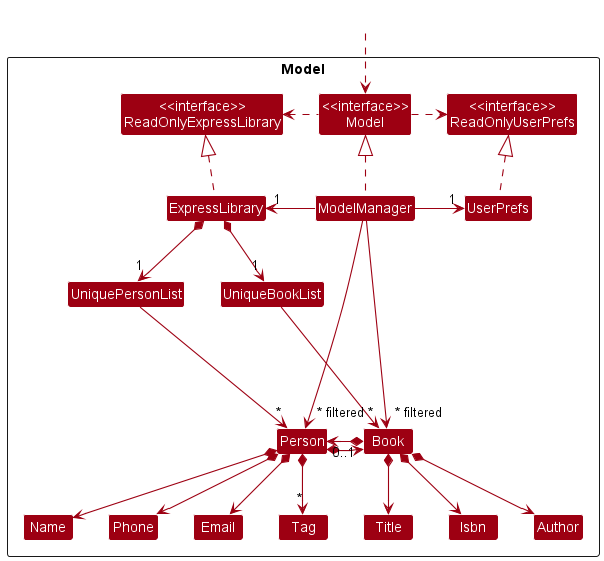 Model
<<interface>>
ReadOnlyExpressLibrary
<<interface>>
Model
<<interface>>
ReadOnlyUserPrefs
ExpressLibrary
1
ModelManager
1
UserPrefs
1
1
UniquePersonList
UniqueBookList
*
* filtered
*
* filtered
Person
0..1
Book
*
Name
Phone
Email
Tag
Title
Isbn
Author